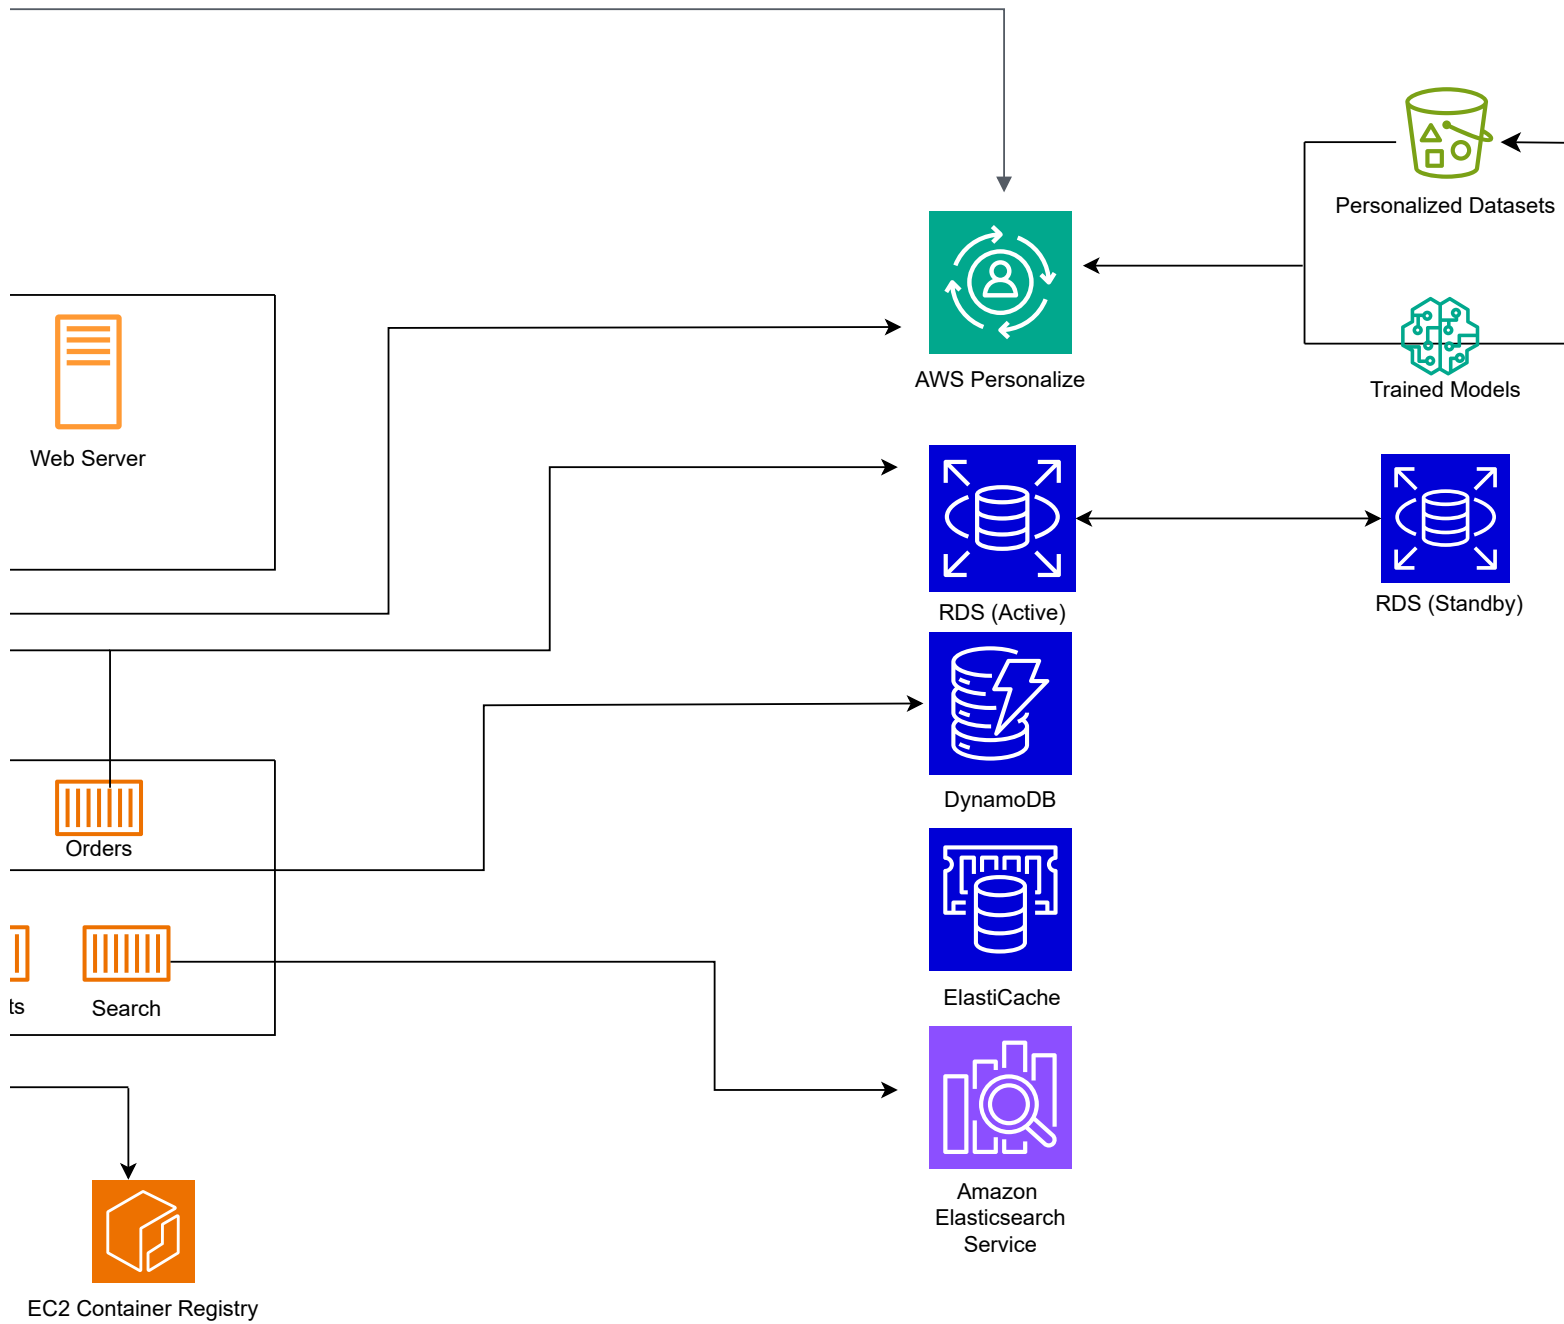 Personalized Datasets
AWS Personalize
Trained Models
Web Server
RDS (Active)
RDS (Standby)
DynamoDB
Orders
ElastiCache
ts
Search
Amazon
Elasticsearch
Service
EC2 Container Registry